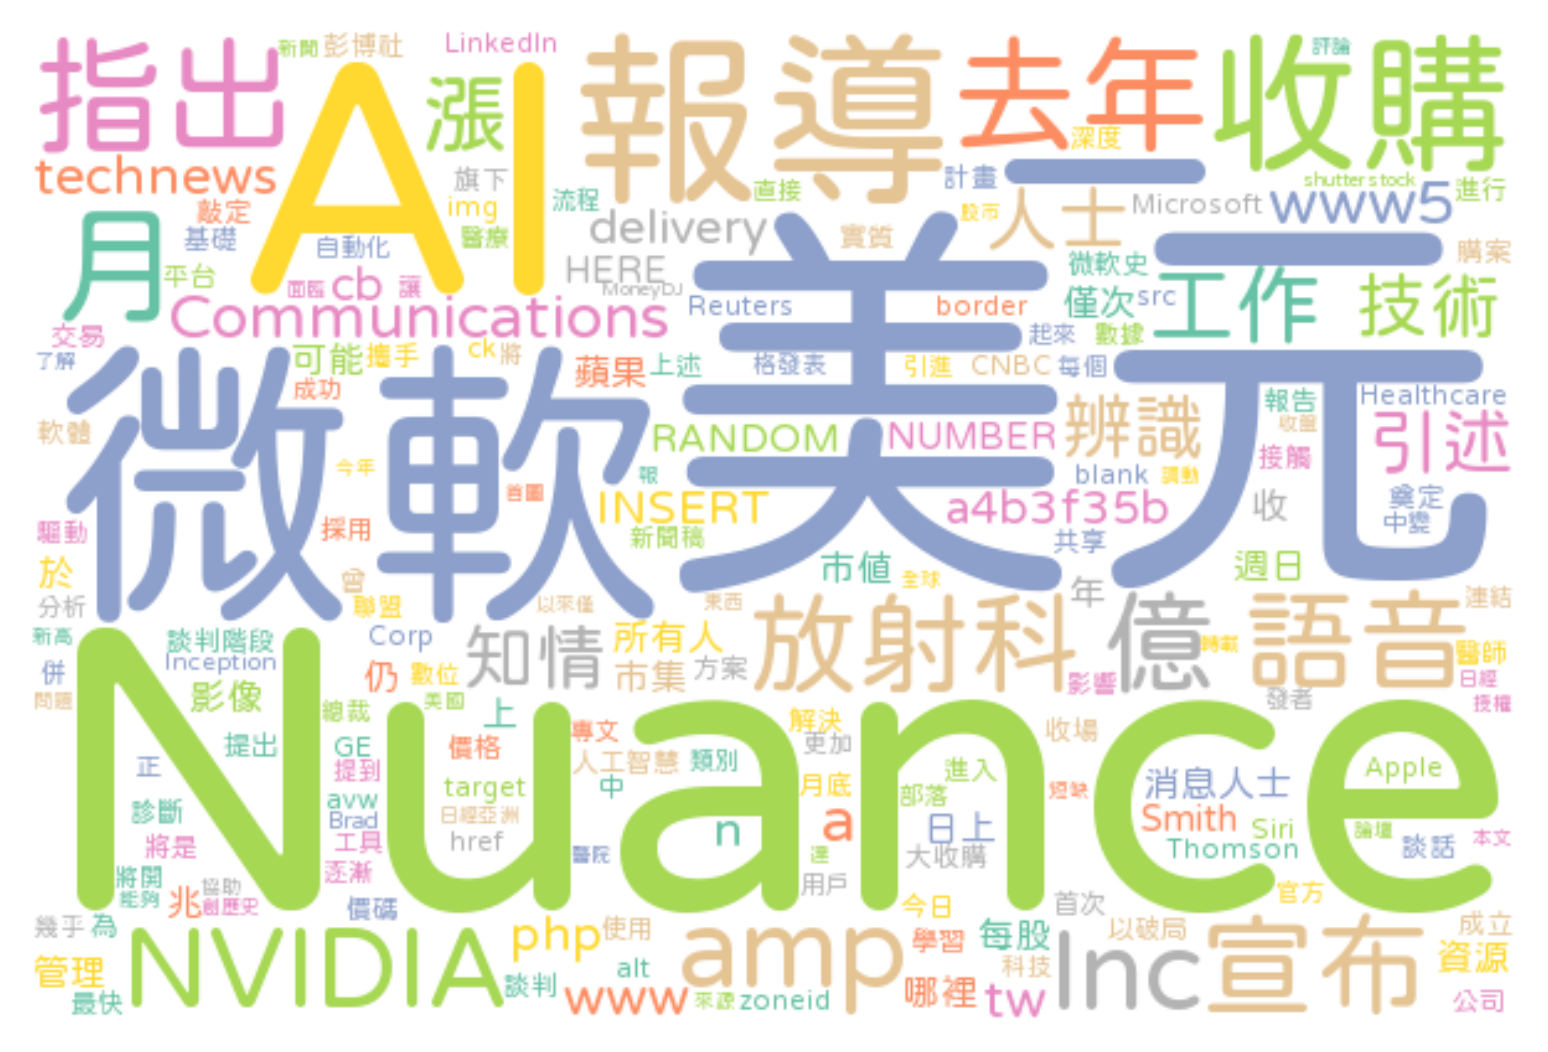 指出
新聞
彭博社
LinkedIn
AI
漲
報導
去年
收購
評論
深度
technews
旗下
流程
直接
計畫
一
shutterstock
進行
敲定
img
月
基礎
自動化
醫療
delivery
實質
股市
人士
Microsoft
www5
購案
平台
面臨
cb
讓
HERE
MoneyDJ
微軟史
僅次
src
工作
技術
Communications
Reuters
border
起來
數據
交易
了解
可能
攜手
ck
將
蘋果
上述
格發表
引進
CNBC
每個
美元
成功
微軟
Healthcare
報告
收盤
引述
軟體
RANDOM
NUMBER
辨識
接觸
今年
報
blank
調動
首圖
INSERT
a4b3f35b
收
奠定
中雙
驅動
採用
新聞稿
共享
於
曾
市值
全球
週日
分析
聯盟
以來僅
東西
年
連結
新高
談判階段
Corp
知情
所有人
放射科
億
轉載
語音
醫師
Inception
併
仍
數位
市集
方案
影響
日經
問題
影像
美國
發者
授權
總裁
上
Nuance
專文
解決
收場
提出
GE
價格
更加
正
提到
人工智慧
類別
進入
Apple
target
中
月底
部落
短缺
消息人士
診斷
avw
Brad
日經亞洲
n
a
日上
Smith
Siri
論壇
本文
將是
工具
href
醫院
達
大收購
Thomson
談話
逐漸
用戶
將開
能夠
協助
創歷史
兆
價碼
今日
首次
官方
幾乎
為
NVIDIA
php
使用
amp
學習
每股
Inc
以破局
宣布
成立
管理
alt
科技
資源
最快
談判
www
來源
zoneid
哪裡
tw
公司